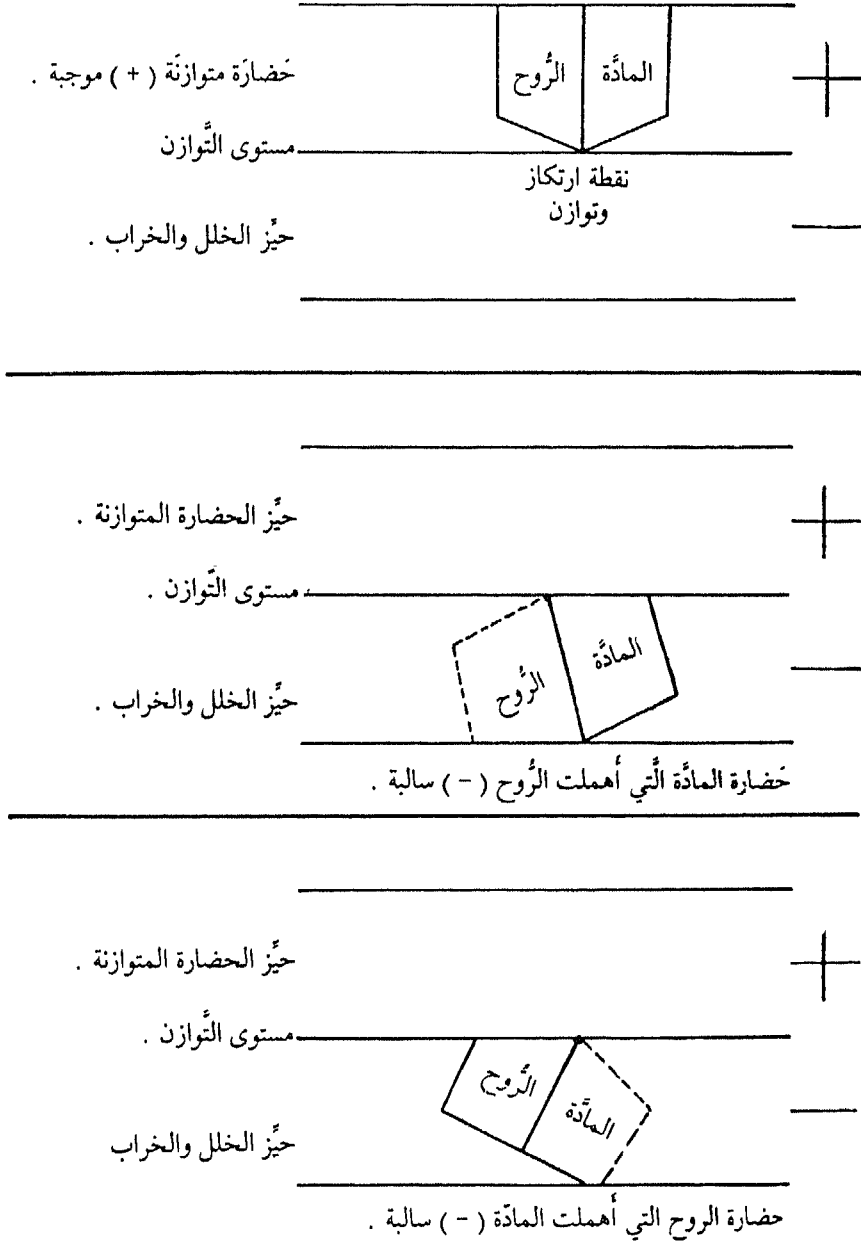 المادَّة
الرُّوح
حَضارَة متوازنَة ( + ) موجبة .
مستوى التَّوازن
نقطة ارتكاز
وتوازن
حيِّز الخلل والخراب .
حيِّز الحضارة المتوازنة .
مستوى التَّوازن .
المادَّة
الرُّوح
حيِّز الخلل والخراب .
حَضارة المادَّة الَّتي أهملت الرُّوح ( – ) سالبة .
حيِّز الحضارة المتوازنة .
مستوى التَّوازن .
الرُّوح
المادَّة
حيِّز الخلل والخراب
حضارة الروح التي أهملت المادّة ( – ) سالبة .